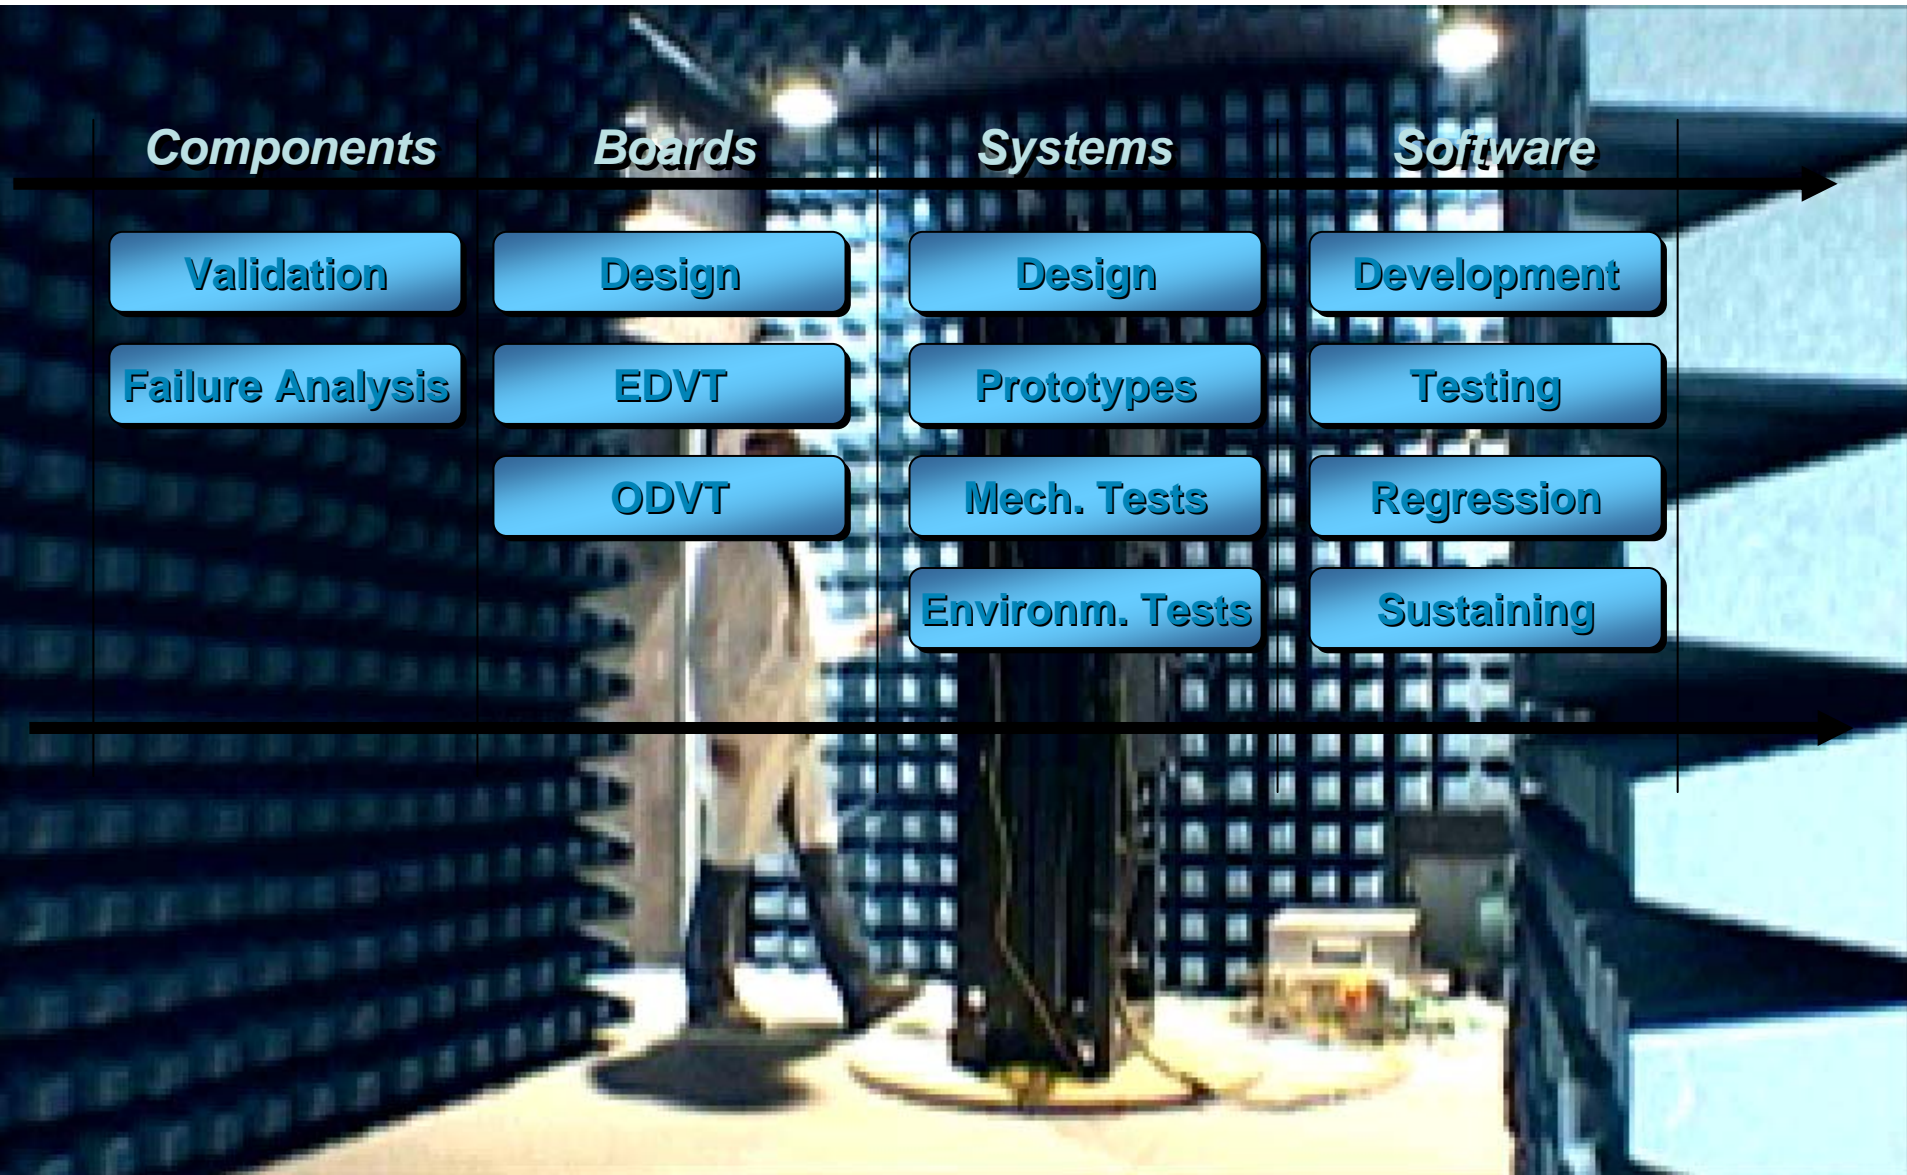 Components
Boards
Systems
Software
Validation
Design
Design
Development
Failure Analysis
EDVT
Prototypes
Testing
ODVT
Mech. Tests
Regression
Environm. Tests
Sustaining